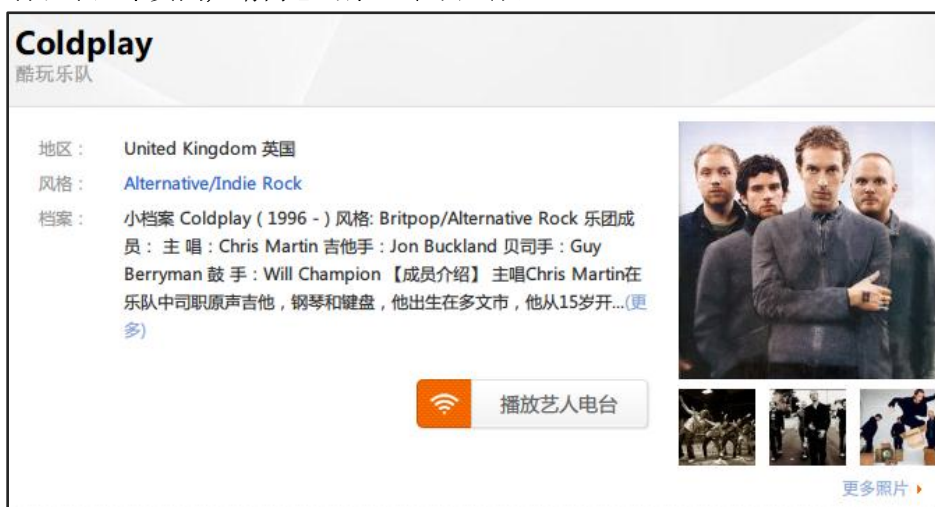 Coldplay
酷玩乐队
地区： United Kingdom 英国
风格： Alternative/Indie Rock
档案： 小档案 Coldplay ( 1996 - ) 风格: Britpop/Alternative Rock 乐团成
员： 主 唱：Chris Martin 吉他手：Jon Buckland 贝司手：Guy
Berryman 鼓 手：Will Champion 【成员介绍】 主唱Chris Martin在
乐队中司职原声吉他，钢琴和键盘，他出生在多文市，他从15岁开...(更
多)
播放艺人电台
更多照片